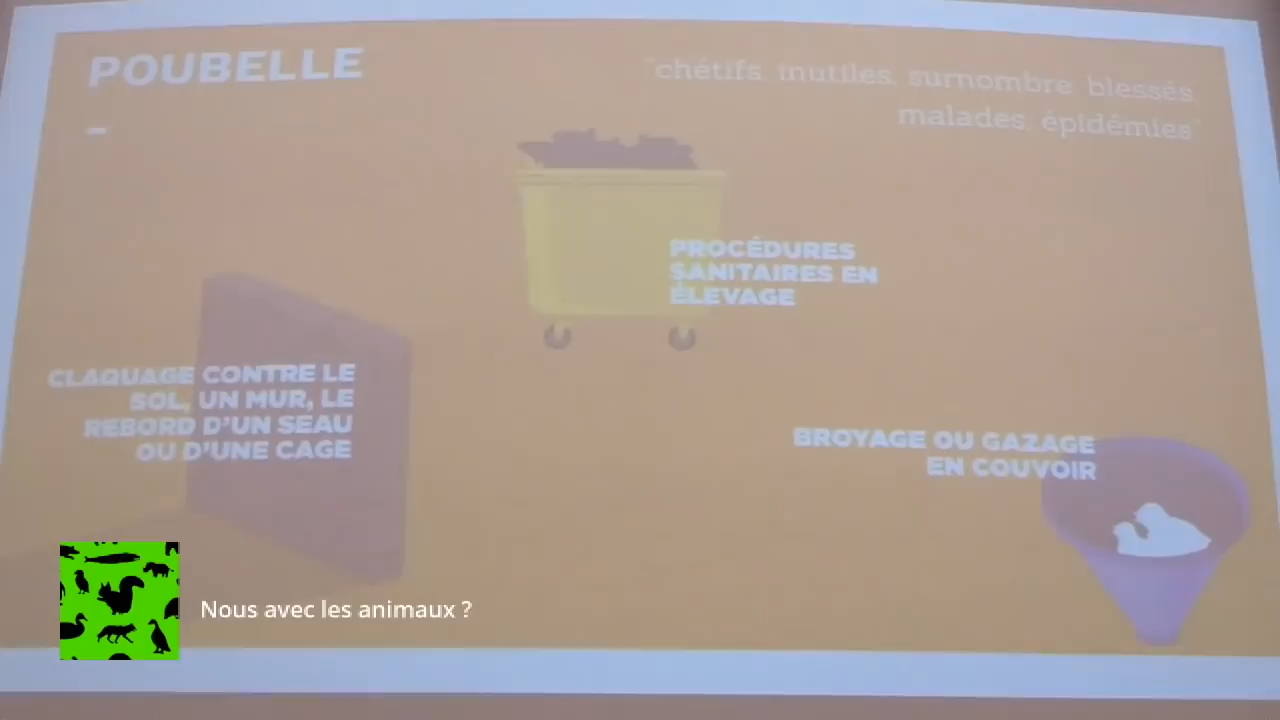 POUBELLE
"chétifs, inutiles, surnombre, blessés,
malades, épidémies"
PROCÉDURES
SANITAIRES EN
ÉLEVAGE
CLAQUAGE CONTRE LE
SOL, UN MUR, LE
REBORD D'UN SEAU
OU D'UNE CAGE
BROYAGE OU GAZAGE
EN COUVOIR
Nous avec les animaux ?